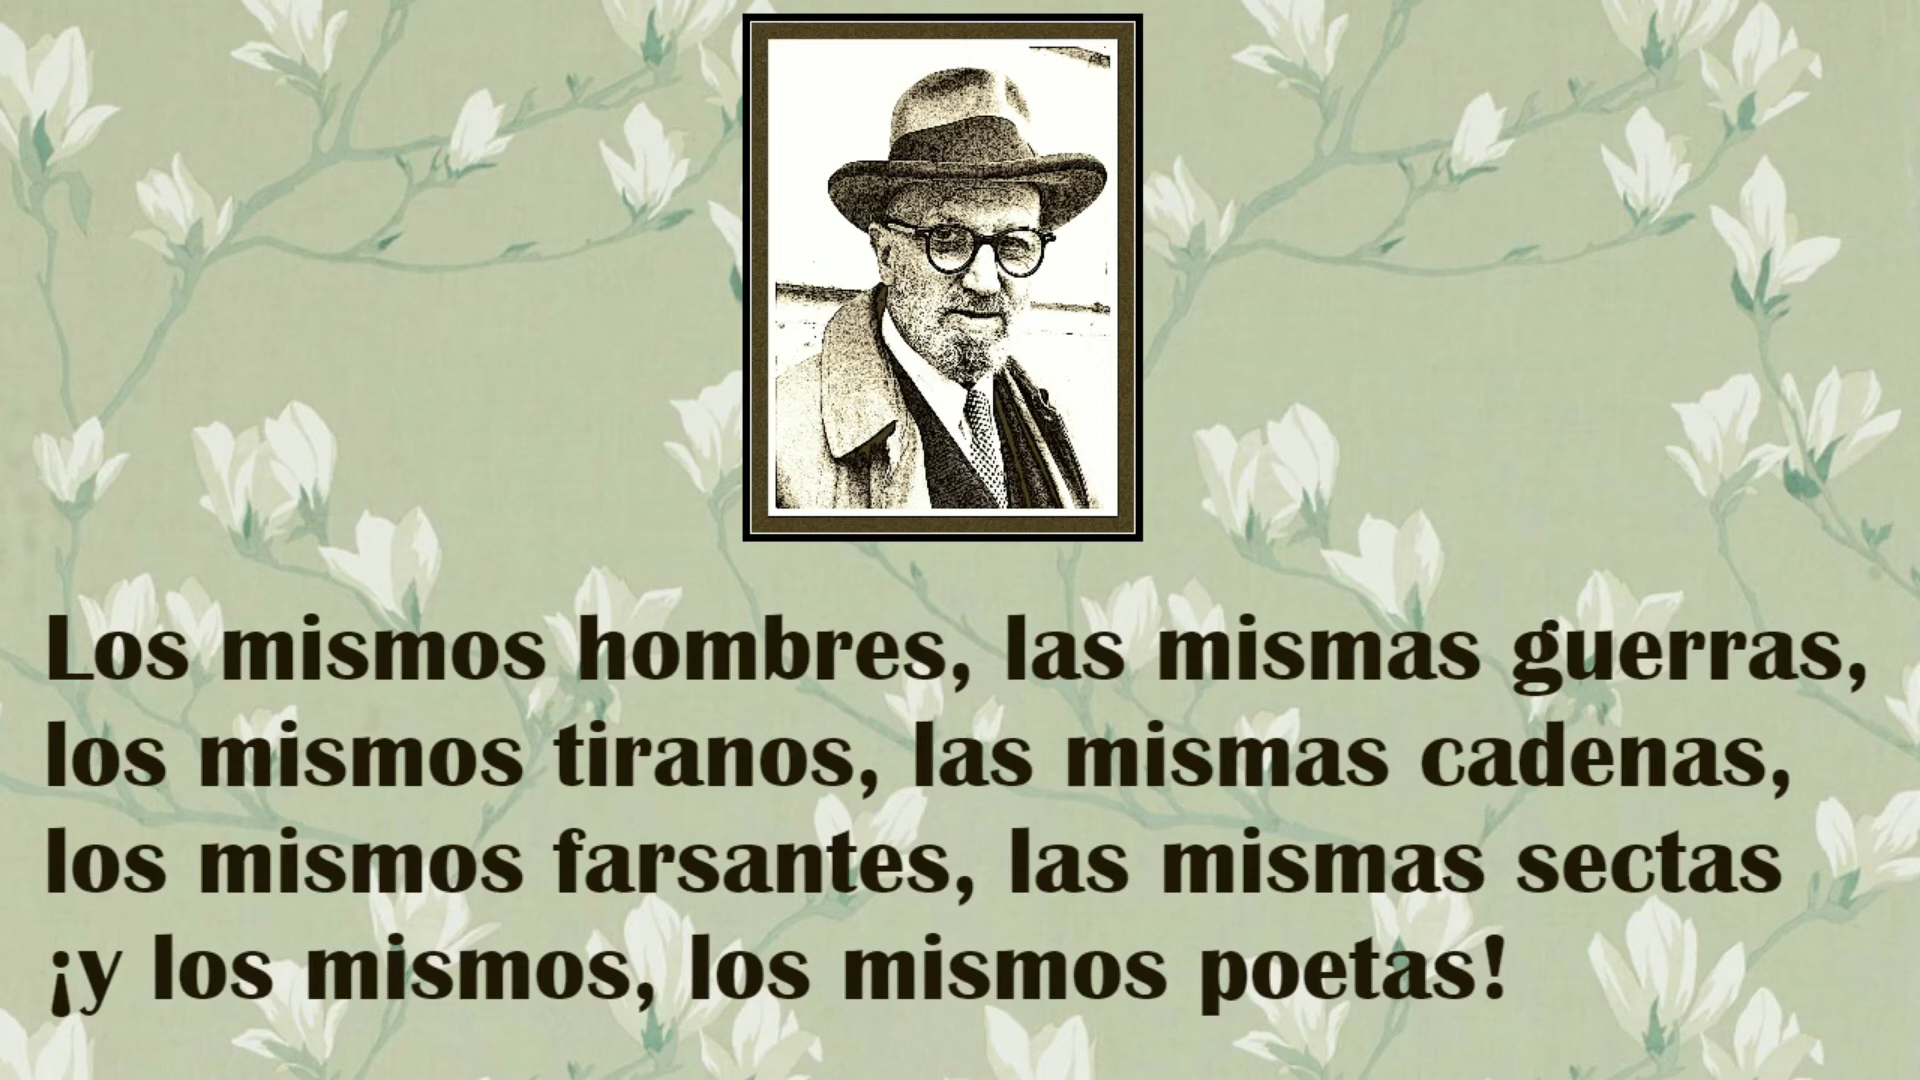 Los mismos hombres, las mismas guerras,
los mismos tiranos, las mismas cadenas,
los mismos farsantes, las mismas sectas
¡y los mismos, los mismos poetas!